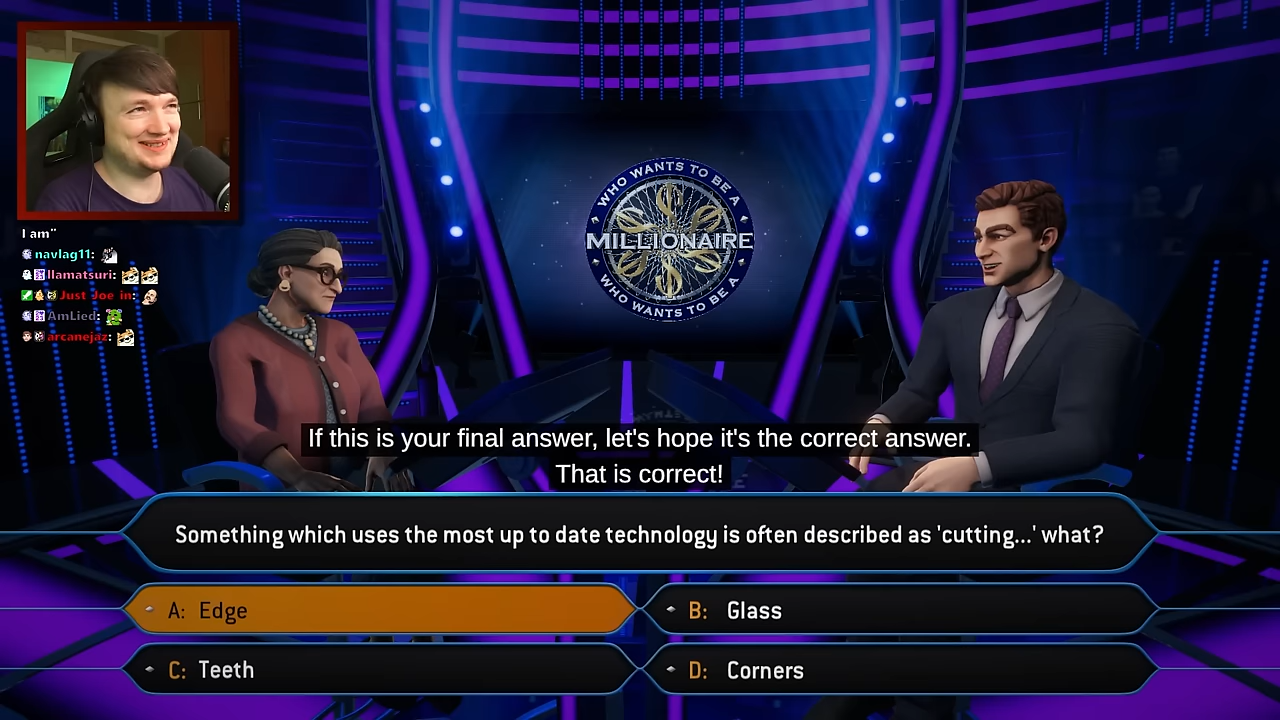 WHO WANTS TO BE A
MILLIONAIRE
WHO WANTS TO BE A
I am"
navlag11:
llamatsuri:
Just Joe in:
AmLied:
arcanejaz:
If this is your final answer, let's hope it's the correct answer.
That is correct!
Something which uses the most up to date technology is often described as 'cutting...' what?
A: Edge
B: Glass
C: Teeth
D: Corners